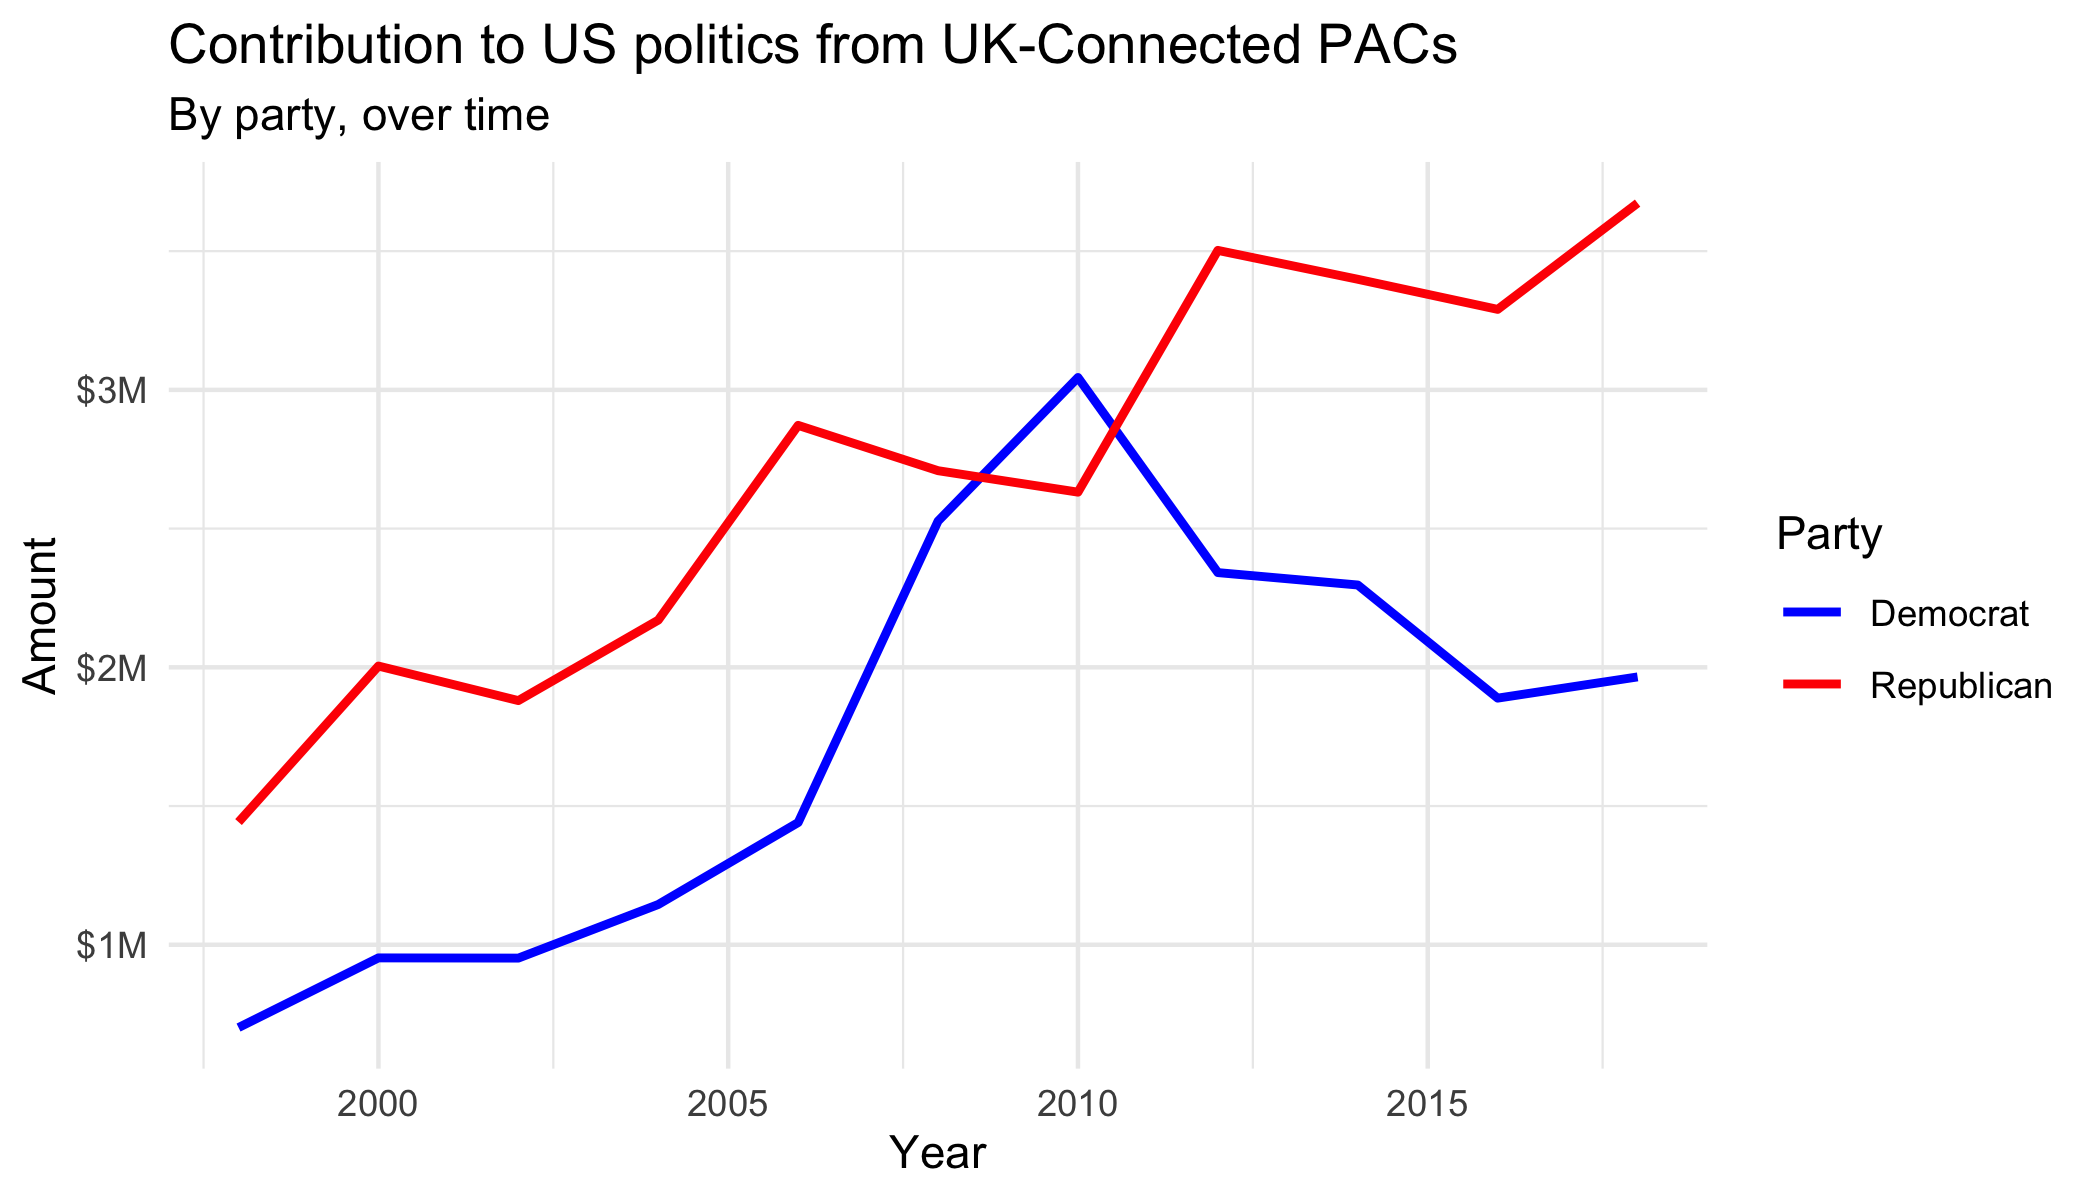 Contribution to US politics from UK-Connected PACs
By party, over time
Amount
$3M
$2M
$1M
2000
2005
2010
2015
Year
Party
Democrat
Republican